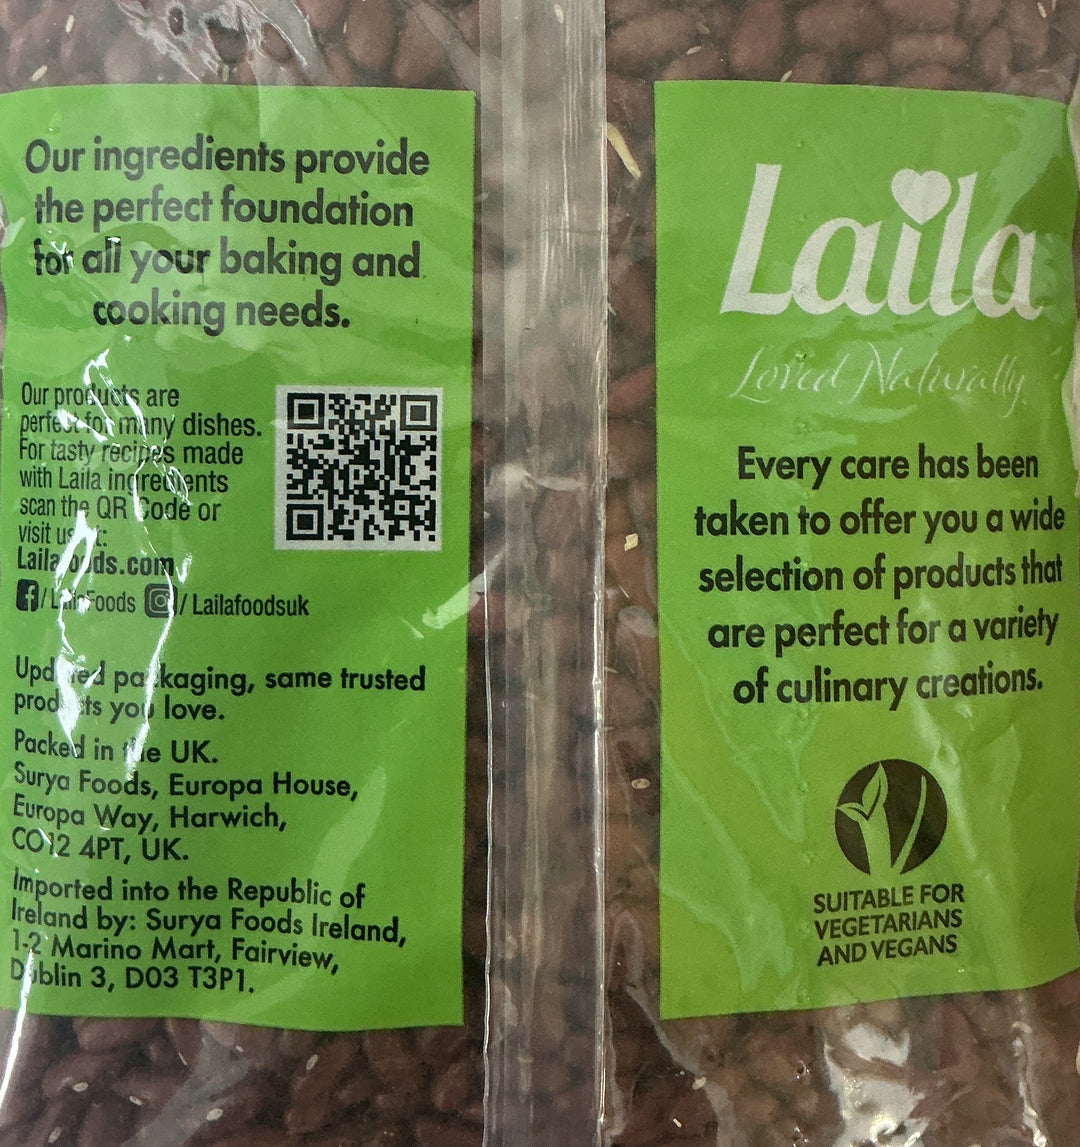 Our ingredients provide
the perfect foundation
for all your baking and
cooking needs.
Our products are
perfect for many dishes.
For tasty recipes made
with Laila ingredients
scan the QR Code or
visit us at:
Lailafoods.com
/LailaFoods / Lailafoodsuk
Updated packaging, same trusted
products you love.
Packed in the UK.
Surya Foods, Europa House,
Europa Way, Harwich,
CO12 4PT, UK.
Imported into the Republic of
Ireland by: Surya Foods Ireland,
1-2 Marino Mart, Fairview,
Dublin 3, D03 T3P1.
Laila
Loved Naturally
Every care has been
taken to offer you a wide
selection of products that
are perfect for a variety
of culinary creations.
SUITABLE FOR
VEGETARIANS
AND VEGANS